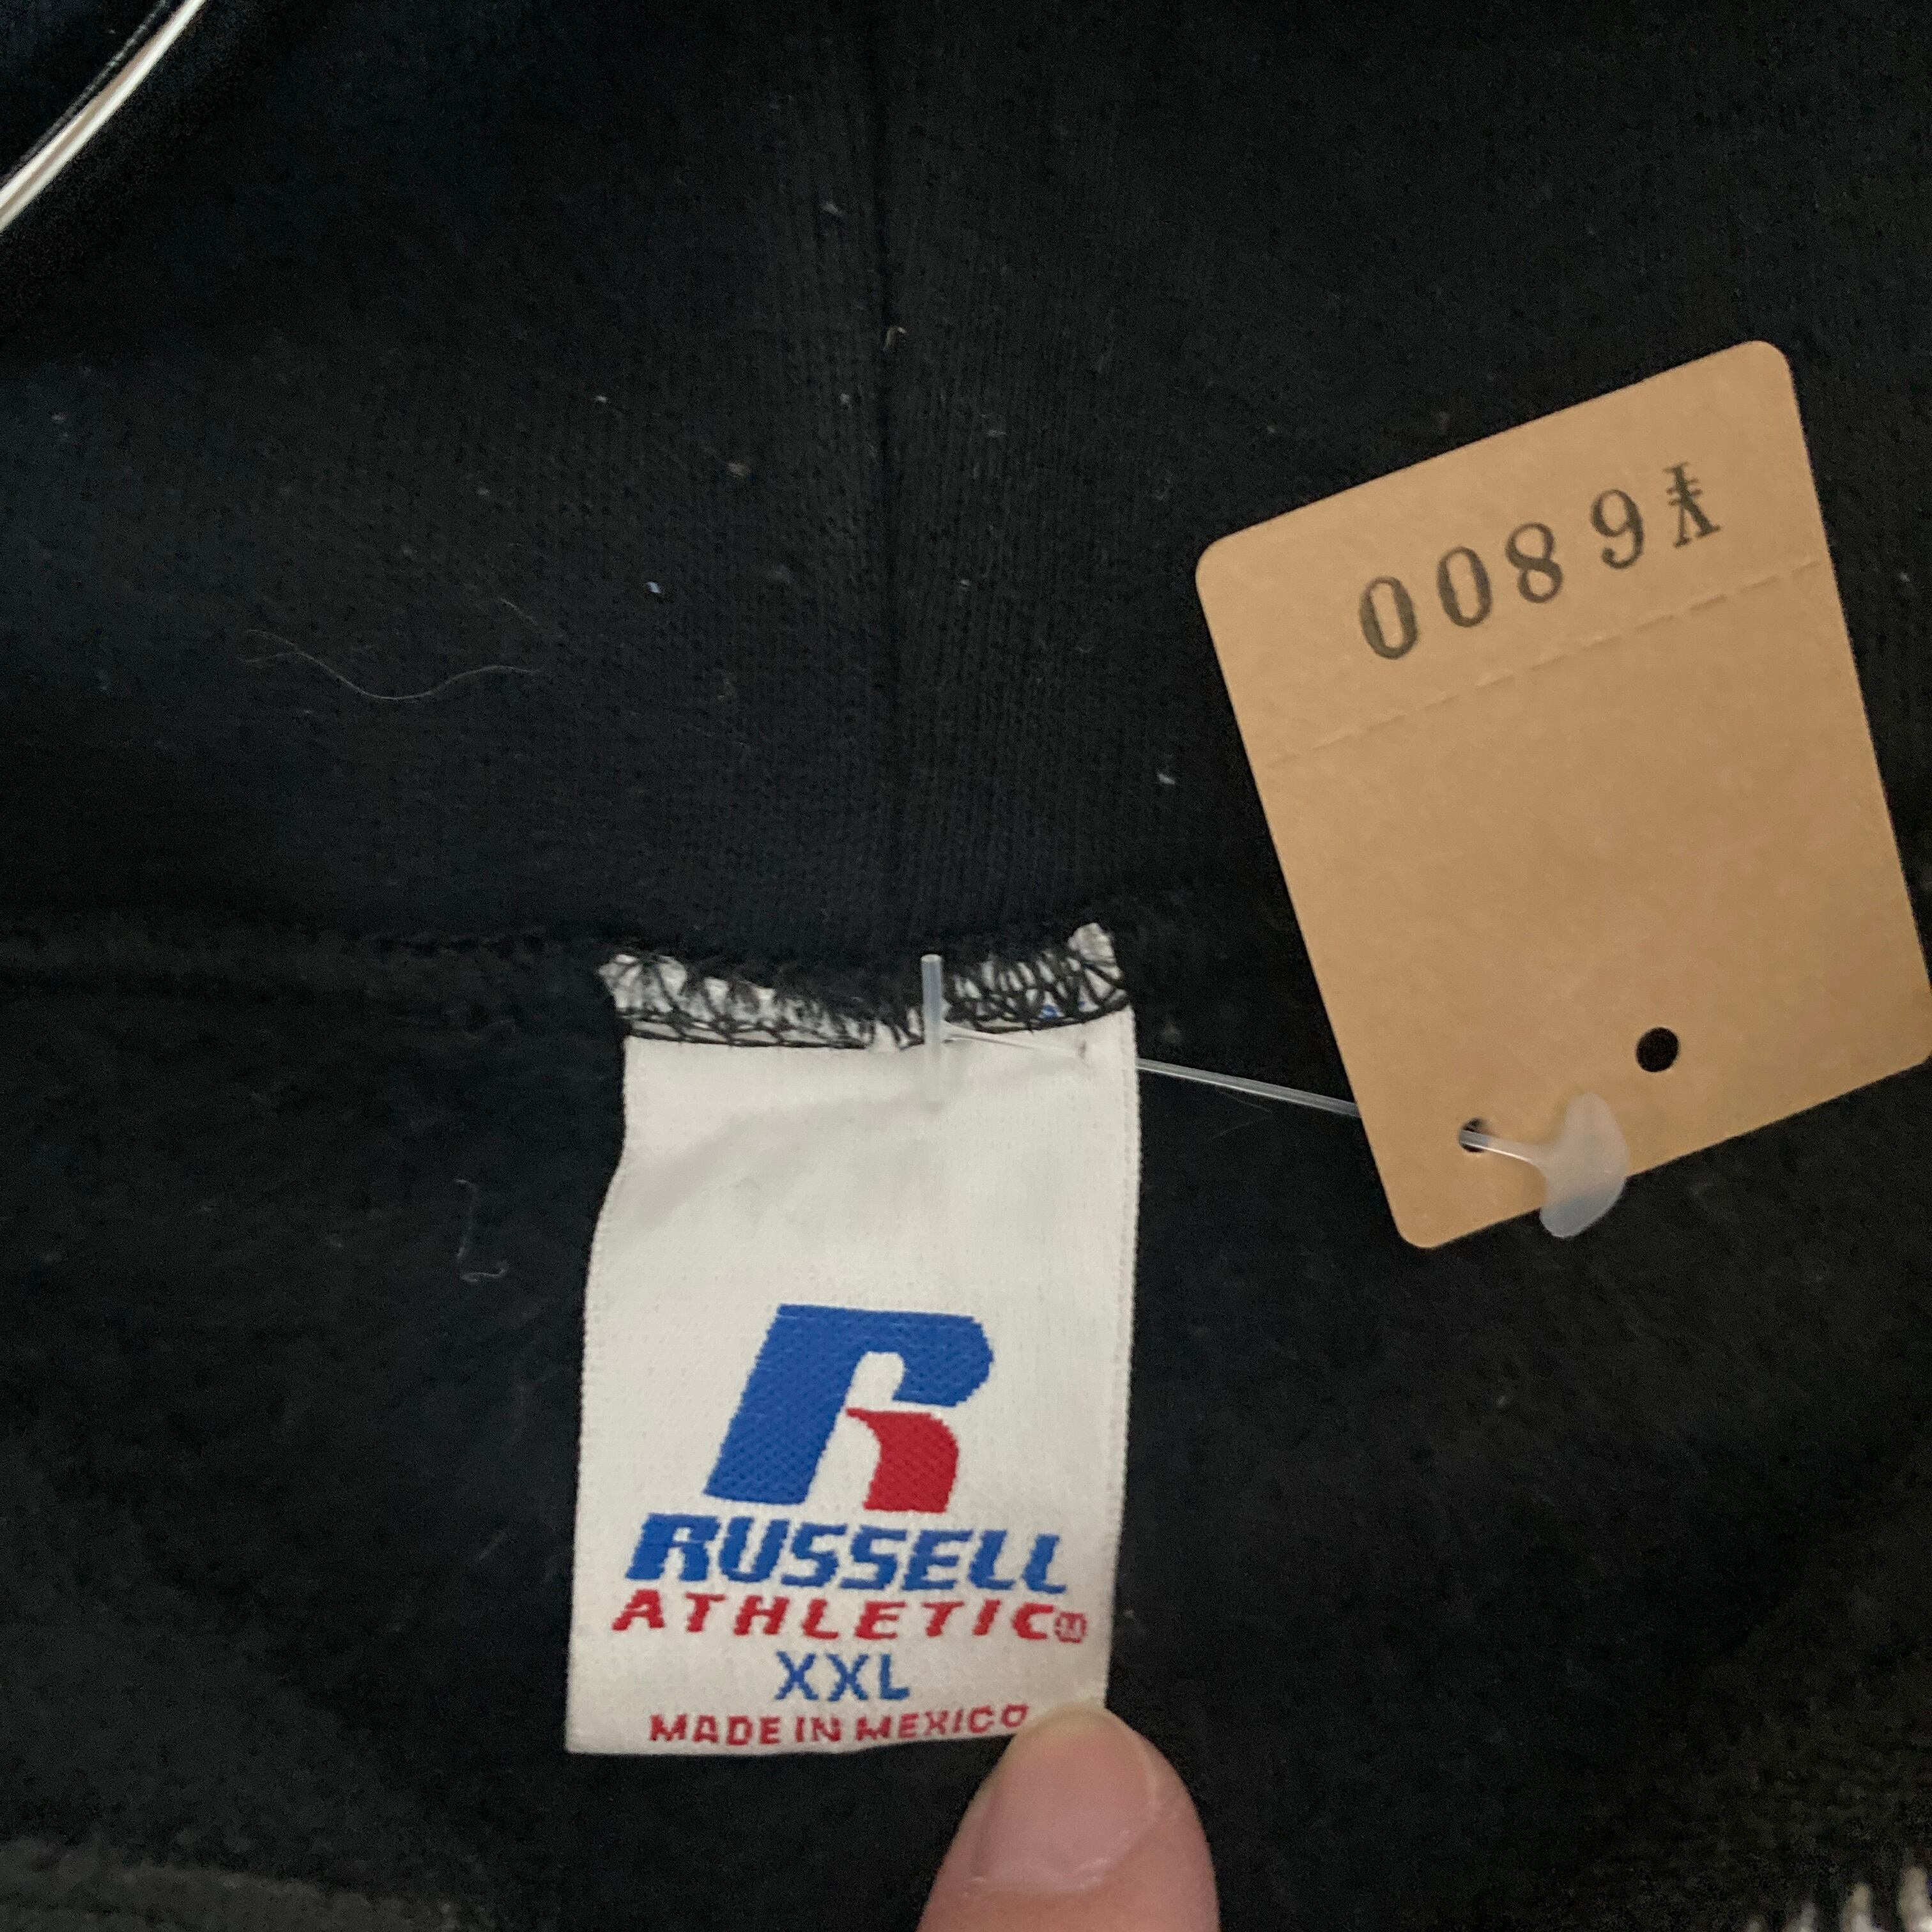 ¥6800
RUSSELL
ATHLETIC®
XXL
MADE IN MEXICO